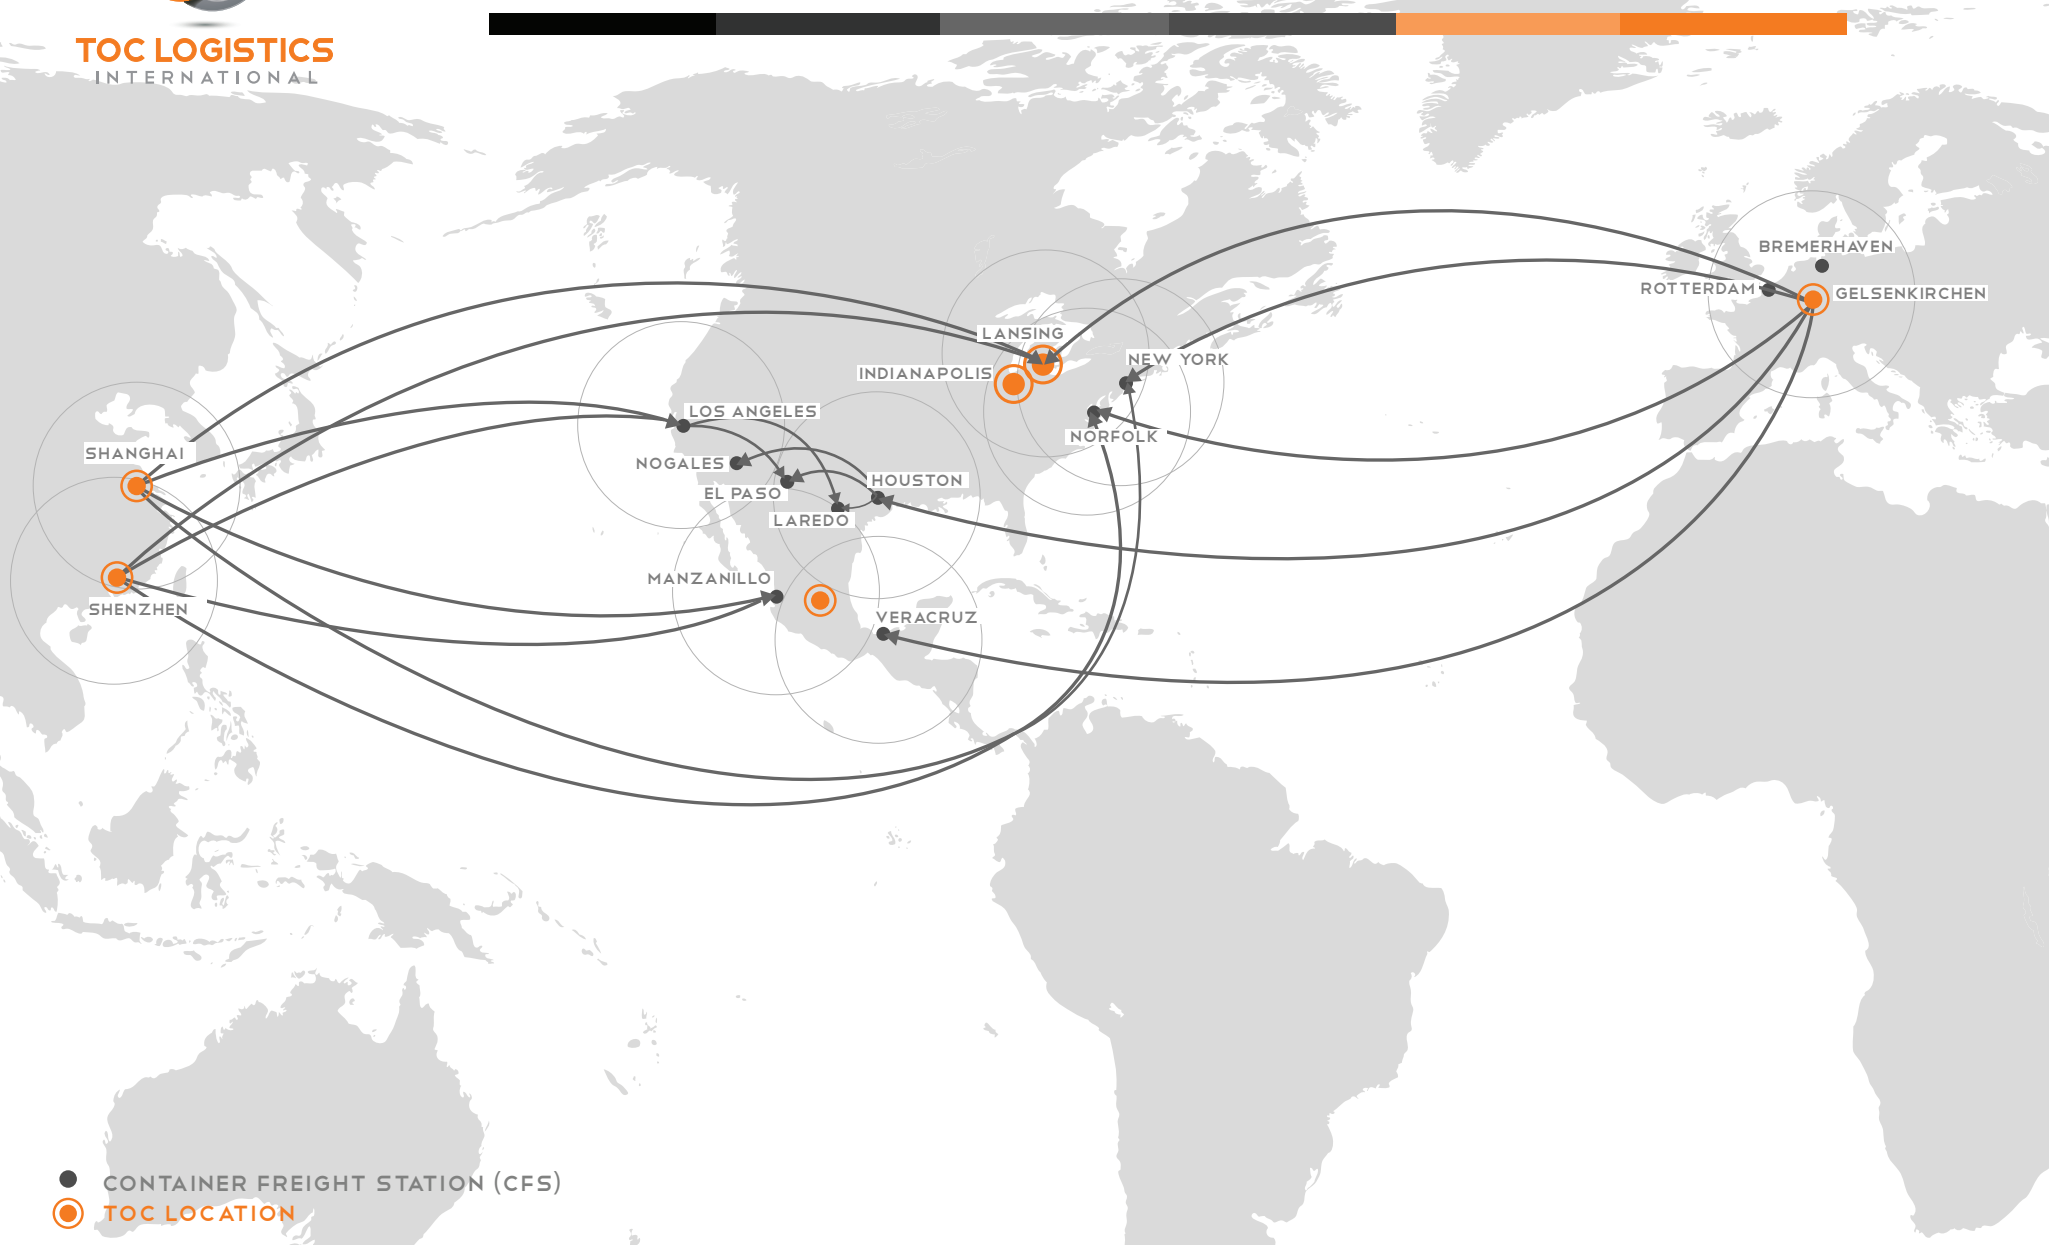 TOC LOGISTICS
INTERNATIONAL
BREMERHAVEN
ROTTERDAM
GELSENKIRCHEN
LANSING
NEW YORK
INDIANAPOLIS
LOS ANGELES
NORFOLK
SHANGHAI
NOGALES
HOUSTON
EL PASO
LAREDO
MANZANILLO
SHENZHEN
VERACRUZ
CONTAINER FREIGHT STATION (CFS)
TOC LOCATION